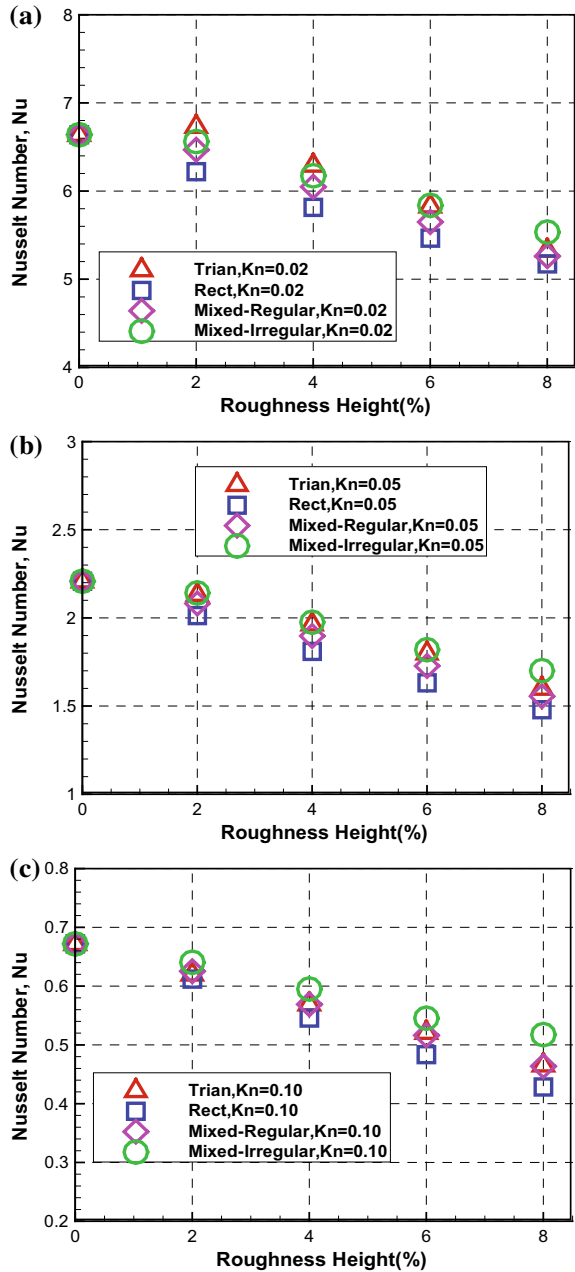 (a)
8
7
6
5
4
Nusselt Number, Nu
Trian,Kn=0.02
Rect,Kn=0.02
Mixed-Regular,Kn=0.02
Mixed-Irregular,Kn=0.02
0 2 4 6 8
Roughness Height(%)
(b)
3
2.5
2
1.5
1
Nusselt Number, Nu
Trian,Kn=0.05
Rect,Kn=0.05
Mixed-Regular,Kn=0.05
Mixed-Irregular,Kn=0.05
0 2 4 6 8
Roughness Height(%)
(c)
0.8
0.7
0.6
0.5
0.4
0.3
0.2
Nusselt Number, Nu
Trian,Kn=0.10
Rect,Kn=0.10
Mixed-Regular,Kn=0.10
Mixed-Irregular,Kn=0.10
0 2 4 6 8
Roughness Height(%)